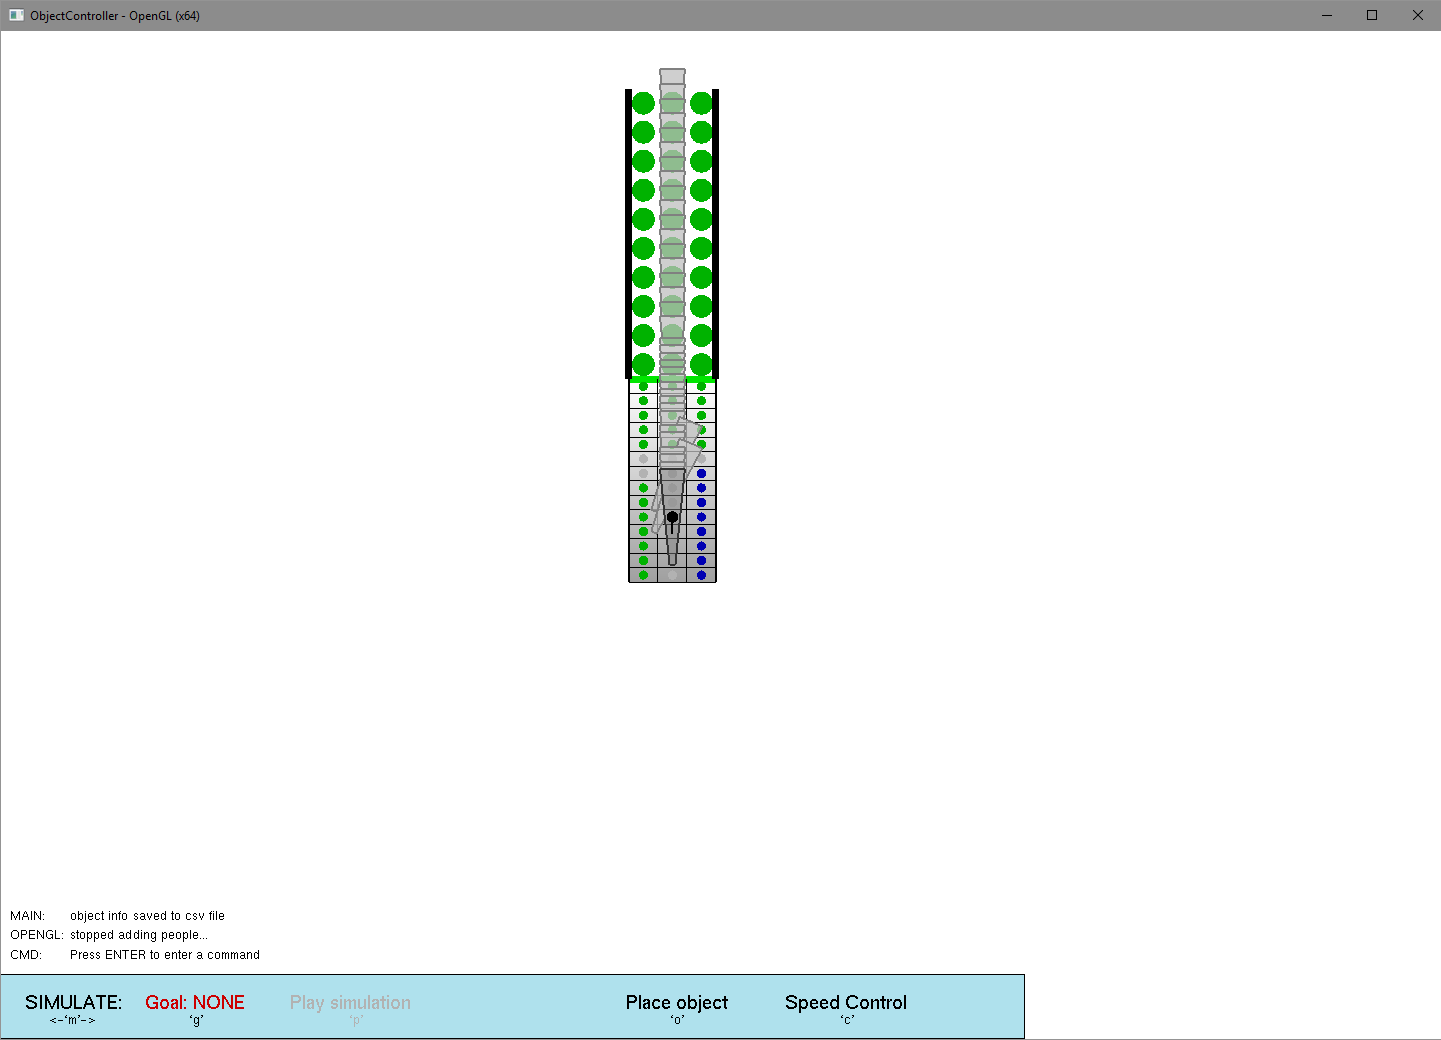 ObjectController - OpenGL (x64)
MAIN: object info saved to csv file
OPENGL: stopped adding people...
CMD: Press ENTER to enter a command
SIMULATE: Goal: NONE Play simulation Place object Speed Control
<-'m'-> 'g' 'p' 'o' 'c'